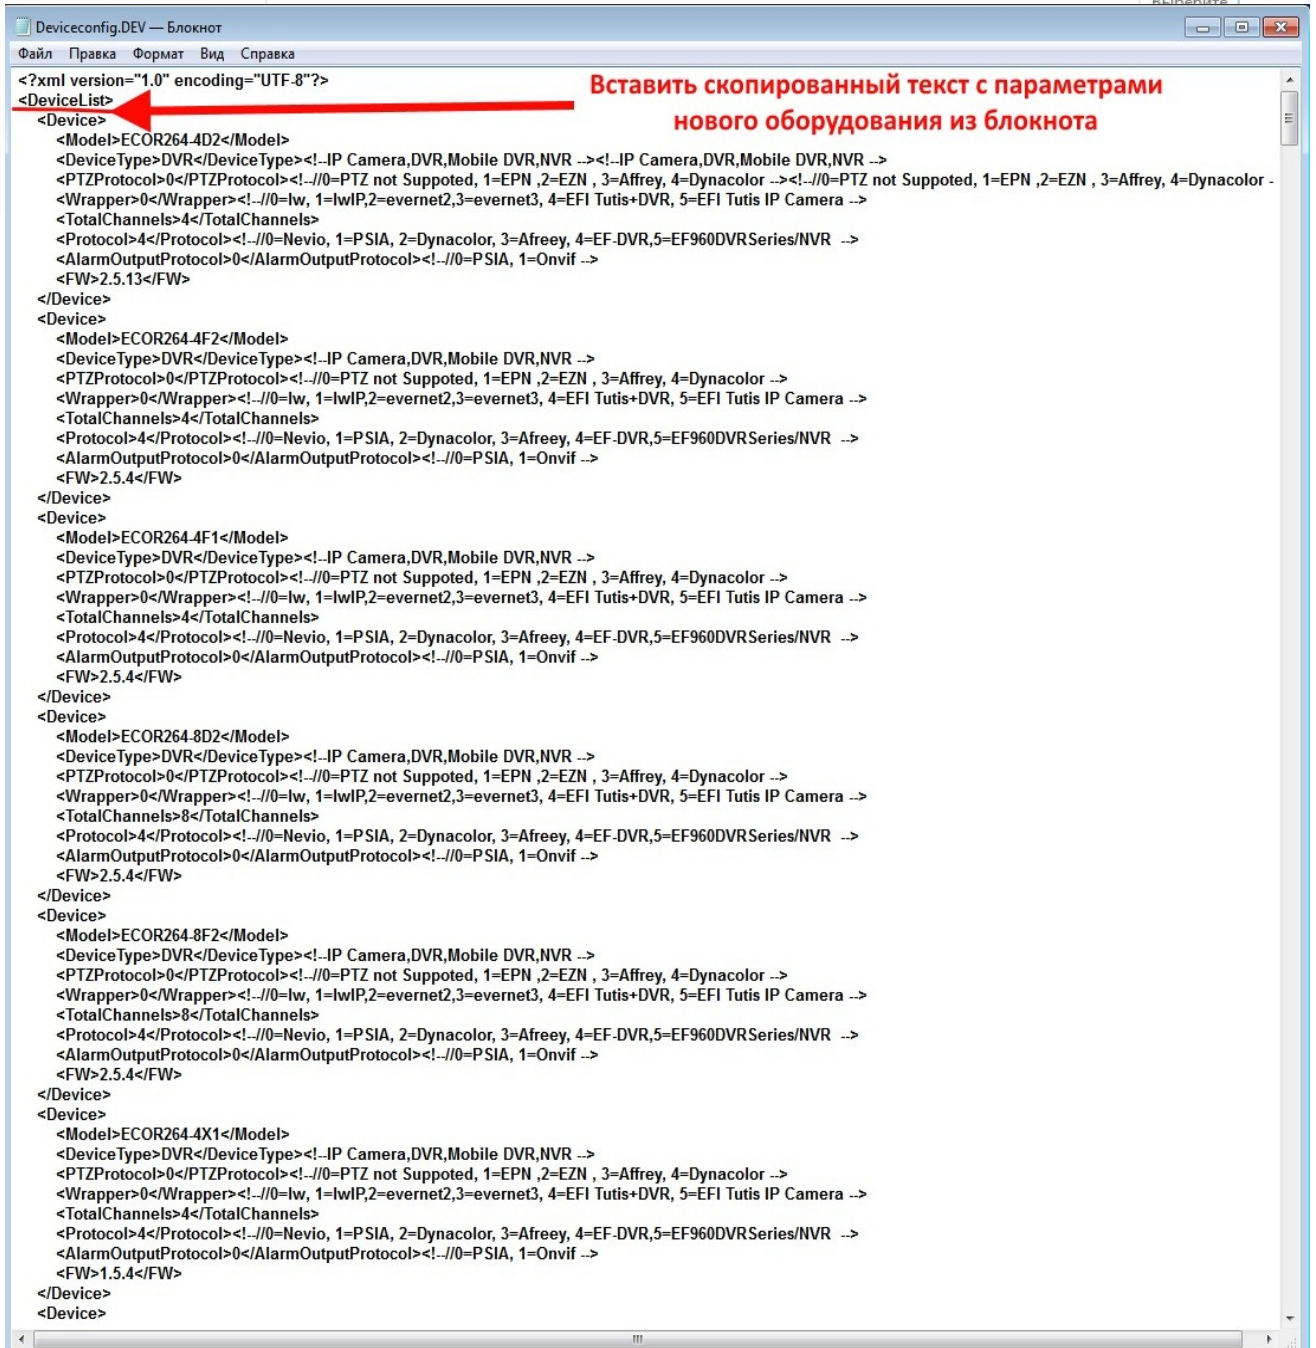 Выберите
Deviceconfig.DEV — Блокнот
Файл Правка Формат Вид Справка
<?xml version="1.0" encoding="UTF-8"?>
Вставить скопированный текст с параметрами
нового оборудования из блокнота
<DeviceList>
<Device>
<Model>ECOR264-4D2</Model>
<DeviceType>DVR</DeviceType><!--IP Camera,DVR,Mobile DVR,NVR --><!--IP Camera,DVR,Mobile DVR,NVR -->
<PTZProtocol>0</PTZProtocol><!--//0=PTZ not Suppoted, 1=EPN ,2=EZN , 3=Affrey, 4=Dynacolor --><!--//0=PTZ not Suppoted, 1=EPN ,2=EZN , 3=Affrey, 4=Dynacolor -
<Wrapper>0</Wrapper><!--//0=Iw, 1=IwIP,2=evernet2,3=evernet3, 4=EFI Tutis+DVR, 5=EFI Tutis IP Camera -->
<TotalChannels>4</TotalChannels>
<Protocol>4</Protocol><!--//0=Nevio, 1=PSIA, 2=Dynacolor, 3=Afreey, 4=EF-DVR,5=EF960DVRSeries/NVR  -->
<AlarmOutputProtocol>0</AlarmOutputProtocol><!--//0=PSIA, 1=Onvif -->
<FW>2.5.13</FW>
</Device>
<Device>
<Model>ECOR264-4F2</Model>
<DeviceType>DVR</DeviceType><!--IP Camera,DVR,Mobile DVR,NVR -->
<PTZProtocol>0</PTZProtocol><!--//0=PTZ not Suppoted, 1=EPN ,2=EZN , 3=Affrey, 4=Dynacolor -->
<Wrapper>0</Wrapper><!--//0=Iw, 1=IwIP,2=evernet2,3=evernet3, 4=EFI Tutis+DVR, 5=EFI Tutis IP Camera -->
<TotalChannels>4</TotalChannels>
<Protocol>4</Protocol><!--//0=Nevio, 1=PSIA, 2=Dynacolor, 3=Afreey, 4=EF-DVR,5=EF960DVRSeries/NVR  -->
<AlarmOutputProtocol>0</AlarmOutputProtocol><!--//0=PSIA, 1=Onvif -->
<FW>2.5.4</FW>
</Device>
<Device>
<Model>ECOR264-4F1</Model>
<DeviceType>DVR</DeviceType><!--IP Camera,DVR,Mobile DVR,NVR -->
<PTZProtocol>0</PTZProtocol><!--//0=PTZ not Suppoted, 1=EPN ,2=EZN , 3=Affrey, 4=Dynacolor -->
<Wrapper>0</Wrapper><!--//0=Iw, 1=IwIP,2=evernet2,3=evernet3, 4=EFI Tutis+DVR, 5=EFI Tutis IP Camera -->
<TotalChannels>4</TotalChannels>
<Protocol>4</Protocol><!--//0=Nevio, 1=PSIA, 2=Dynacolor, 3=Afreey, 4=EF-DVR,5=EF960DVRSeries/NVR  -->
<AlarmOutputProtocol>0</AlarmOutputProtocol><!--//0=PSIA, 1=Onvif -->
<FW>2.5.4</FW>
</Device>
<Device>
<Model>ECOR264-8D2</Model>
<DeviceType>DVR</DeviceType><!--IP Camera,DVR,Mobile DVR,NVR -->
<PTZProtocol>0</PTZProtocol><!--//0=PTZ not Suppoted, 1=EPN ,2=EZN , 3=Affrey, 4=Dynacolor -->
<Wrapper>0</Wrapper><!--//0=Iw, 1=IwIP,2=evernet2,3=evernet3, 4=EFI Tutis+DVR, 5=EFI Tutis IP Camera -->
<TotalChannels>8</TotalChannels>
<Protocol>4</Protocol><!--//0=Nevio, 1=PSIA, 2=Dynacolor, 3=Afreey, 4=EF-DVR,5=EF960DVRSeries/NVR  -->
<AlarmOutputProtocol>0</AlarmOutputProtocol><!--//0=PSIA, 1=Onvif -->
<FW>2.5.4</FW>
</Device>
<Device>
<Model>ECOR264-8F2</Model>
<DeviceType>DVR</DeviceType><!--IP Camera,DVR,Mobile DVR,NVR -->
<PTZProtocol>0</PTZProtocol><!--//0=PTZ not Suppoted, 1=EPN ,2=EZN , 3=Affrey, 4=Dynacolor -->
<Wrapper>0</Wrapper><!--//0=Iw, 1=IwIP,2=evernet2,3=evernet3, 4=EFI Tutis+DVR, 5=EFI Tutis IP Camera -->
<TotalChannels>8</TotalChannels>
<Protocol>4</Protocol><!--//0=Nevio, 1=PSIA, 2=Dynacolor, 3=Afreey, 4=EF-DVR,5=EF960DVRSeries/NVR  -->
<AlarmOutputProtocol>0</AlarmOutputProtocol><!--//0=PSIA, 1=Onvif -->
<FW>2.5.4</FW>
</Device>
<Device>
<Model>ECOR264-4X1</Model>
<DeviceType>DVR</DeviceType><!--IP Camera,DVR,Mobile DVR,NVR -->
<PTZProtocol>0</PTZProtocol><!--//0=PTZ not Suppoted, 1=EPN ,2=EZN , 3=Affrey, 4=Dynacolor -->
<Wrapper>0</Wrapper><!--//0=Iw, 1=IwIP,2=evernet2,3=evernet3, 4=EFI Tutis+DVR, 5=EFI Tutis IP Camera -->
<TotalChannels>4</TotalChannels>
<Protocol>4</Protocol><!--//0=Nevio, 1=PSIA, 2=Dynacolor, 3=Afreey, 4=EF-DVR,5=EF960DVRSeries/NVR  -->
<AlarmOutputProtocol>0</AlarmOutputProtocol><!--//0=PSIA, 1=Onvif -->
<FW>1.5.4</FW>
</Device>
<Device>